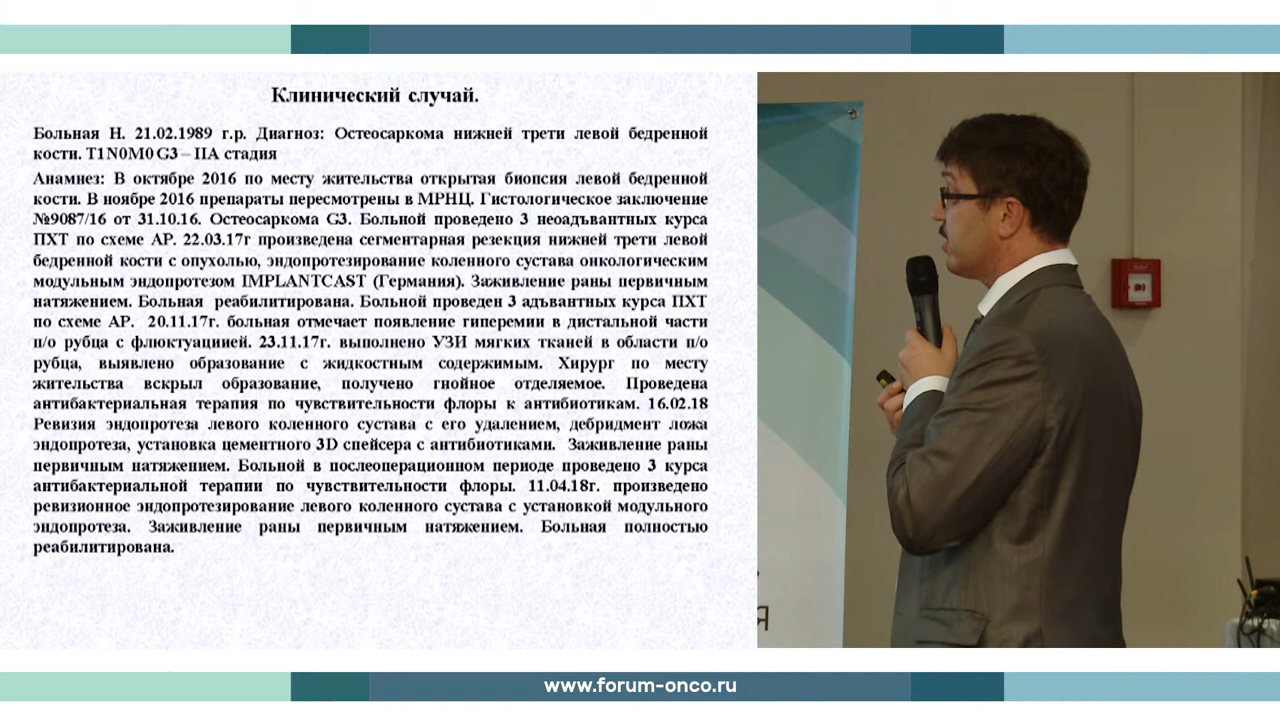 Клинический случай.
Больная Н. 21.02.1989 г.р. Диагноз: Остеосаркома нижней трети левой бедренной
кости. T1N0M0 G3 – IIA стадия
Анамнез: В октябре 2016 по месту жительства открытая биопсия левой бедренной
кости. В ноябре 2016 препараты пересмотрены в МРНЦ. Гистологическое заключение
№9087/16 от 31.10.16. Остеосаркома G3. Больной проведено 3 неоадъвантных курса
ПХТ по схеме АР. 22.03.17г произведена сегментарная резекция нижней трети левой
бедренной кости с опухолью, эндопротезирование коленного сустава онкологическим
модульным эндопротезом IMPLANTCAST (Германия). Заживление раны первичным
натяжением. Больная реабилитирована. Больной проведен 3 адъвантных курса ПХТ
по схеме АР. 20.11.17г. больная отмечает появление гиперемии в дистальной части
п/о рубца с флюктуациией. 23.11.17г. выполнено УЗИ мягких тканей в области п/о
рубца, выявлено образование с жидкостным содержимым. Хирург по месту
жительства вскрыл образование, получено гнойное отделяемое. Проведена
антибактериальная терапия по чувствительности флоры к антибиотикам. 16.02.18
Ревизия эндопротеза левого коленного сустава с его удалением, дебридмент ложа
эндопротеза, установка цементного 3D спейсера с антибиотиками. Заживление раны
первичным натяжением. Больной в послеоперационном периоде проведено 3 курса
антибактериальной терапии по чувствительности флоры. 11.04.18г. произведено
ревизионное эндопротезирование левого коленного сустава с установкой модульного
эндопротеза. Заживление раны первичным натяжением. Больная полностью
реабилитирована.
www.forum-onco.ru